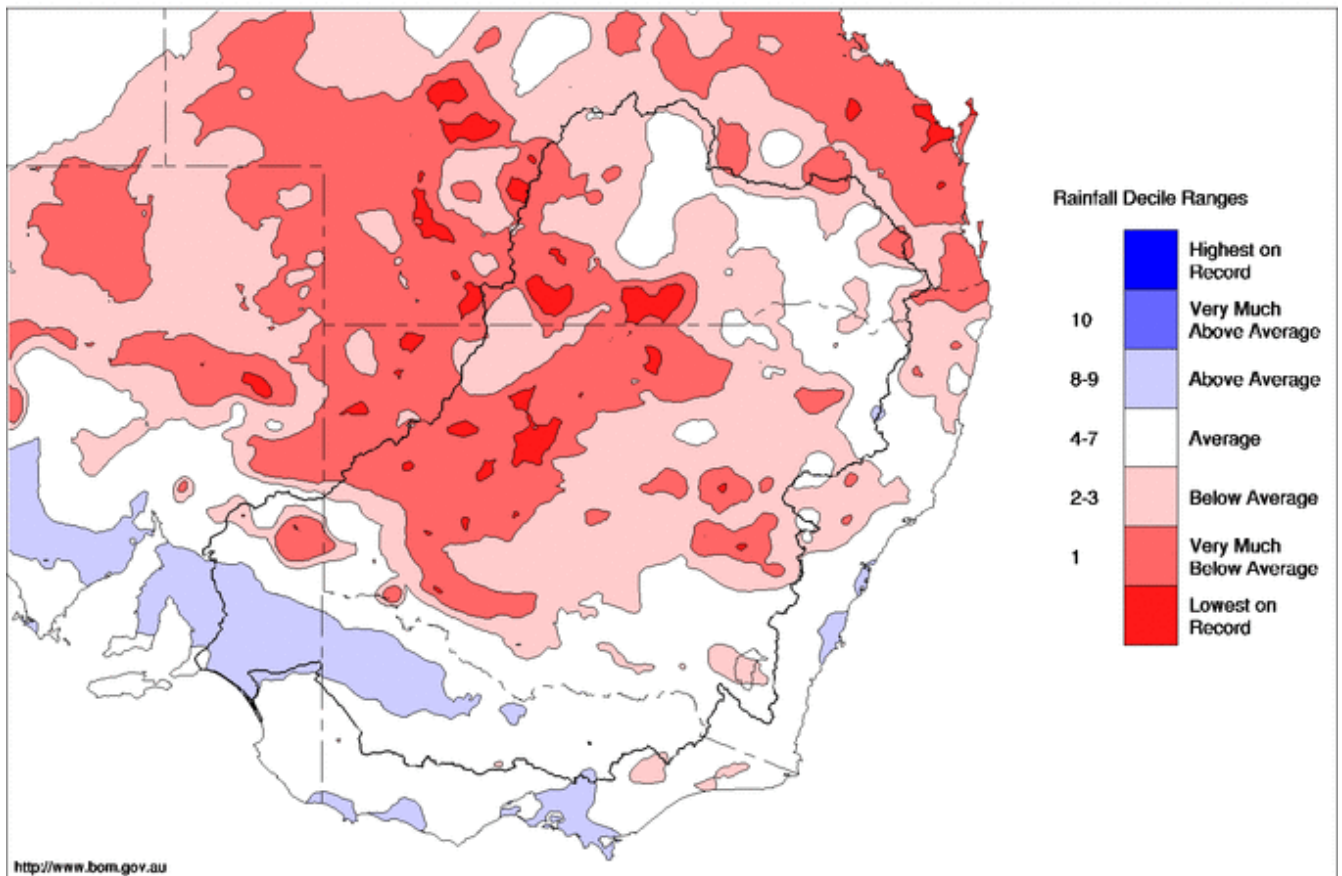 Rainfall Decile Ranges
Highest on
Record
10
Very Much
Above Average
8-9
Above Average
4-7
Average
2-3
Below Average
1
Very Much
Below Average
Lowest on
Record
http://www.bom.gov.au